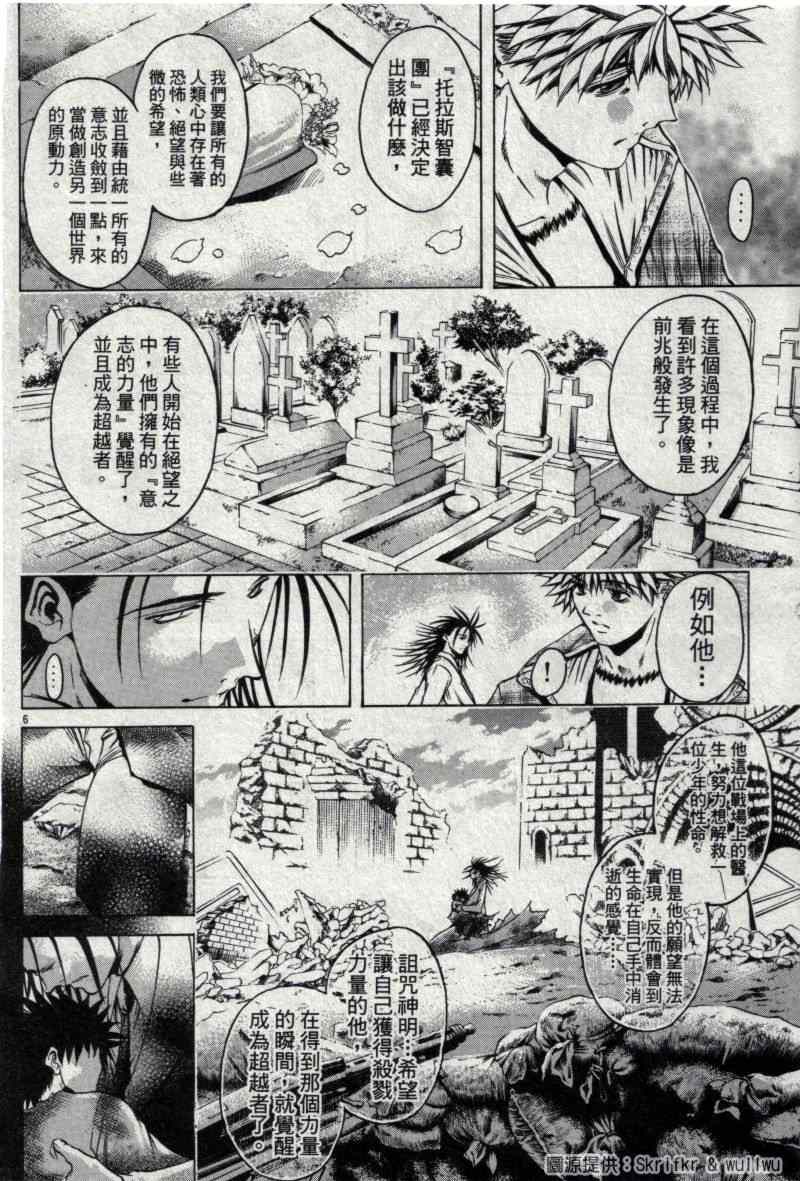 ‥‥
『托拉斯智囊
團』已經決定
出該做什麼，
我們要讓所有的
人類心中存在著
恐怖、絕望與些
微的希望，
並且藉由統一所有的
意志收斂到一點，來
當做創造另一個世界
的原動力。
在這個過程中，我
看到許多現象像是
前兆般發生了。
有些人開始在絕望之
中，他們擁有的『意
志的力量』覺醒了，
並且成為超越者。
例如他…
！
‥‥
6
他這位戰場上的醫
生，努力想解救一
位少年的性命。
但是他的願望無法
實現，反而體會到
生命在自己手中消
逝的感覺……
詛咒神明…希望
讓自己獲得殺戮
力量的他，
在得到那個力量
的瞬間，就覺醒
成為超越者了。
圖源提供：Skrlfkr & wullwu